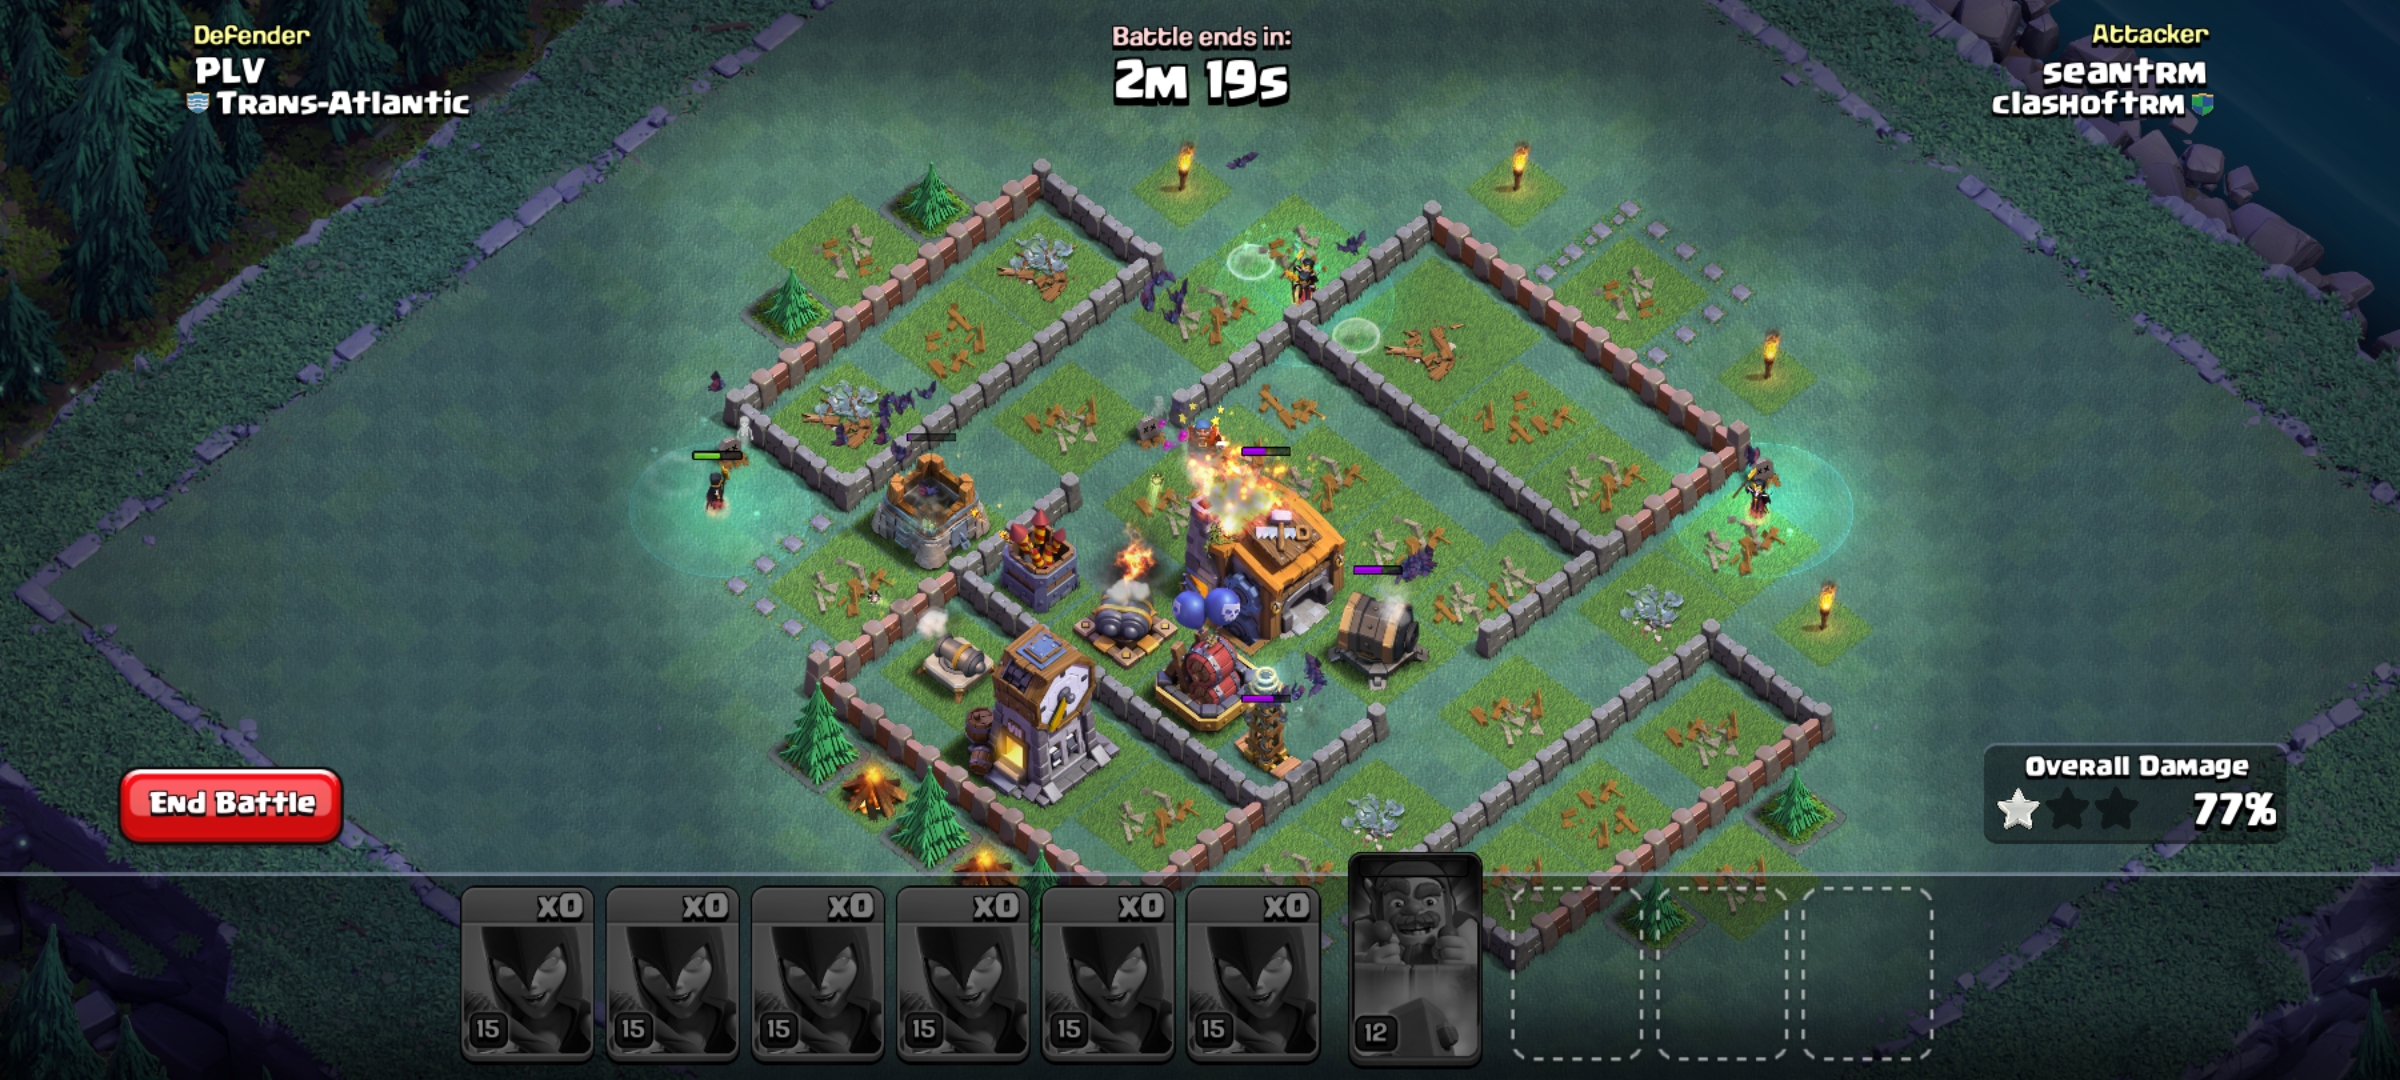 Defender
PLV
Trans-Atlantic
Battle ends in:
2M 19s
Attacker
seantRM
clashoftRM
End Battle
Overall Damage
77%
x0
x0
x0
x0
x0
x0
15
15
15
15
15
15
12